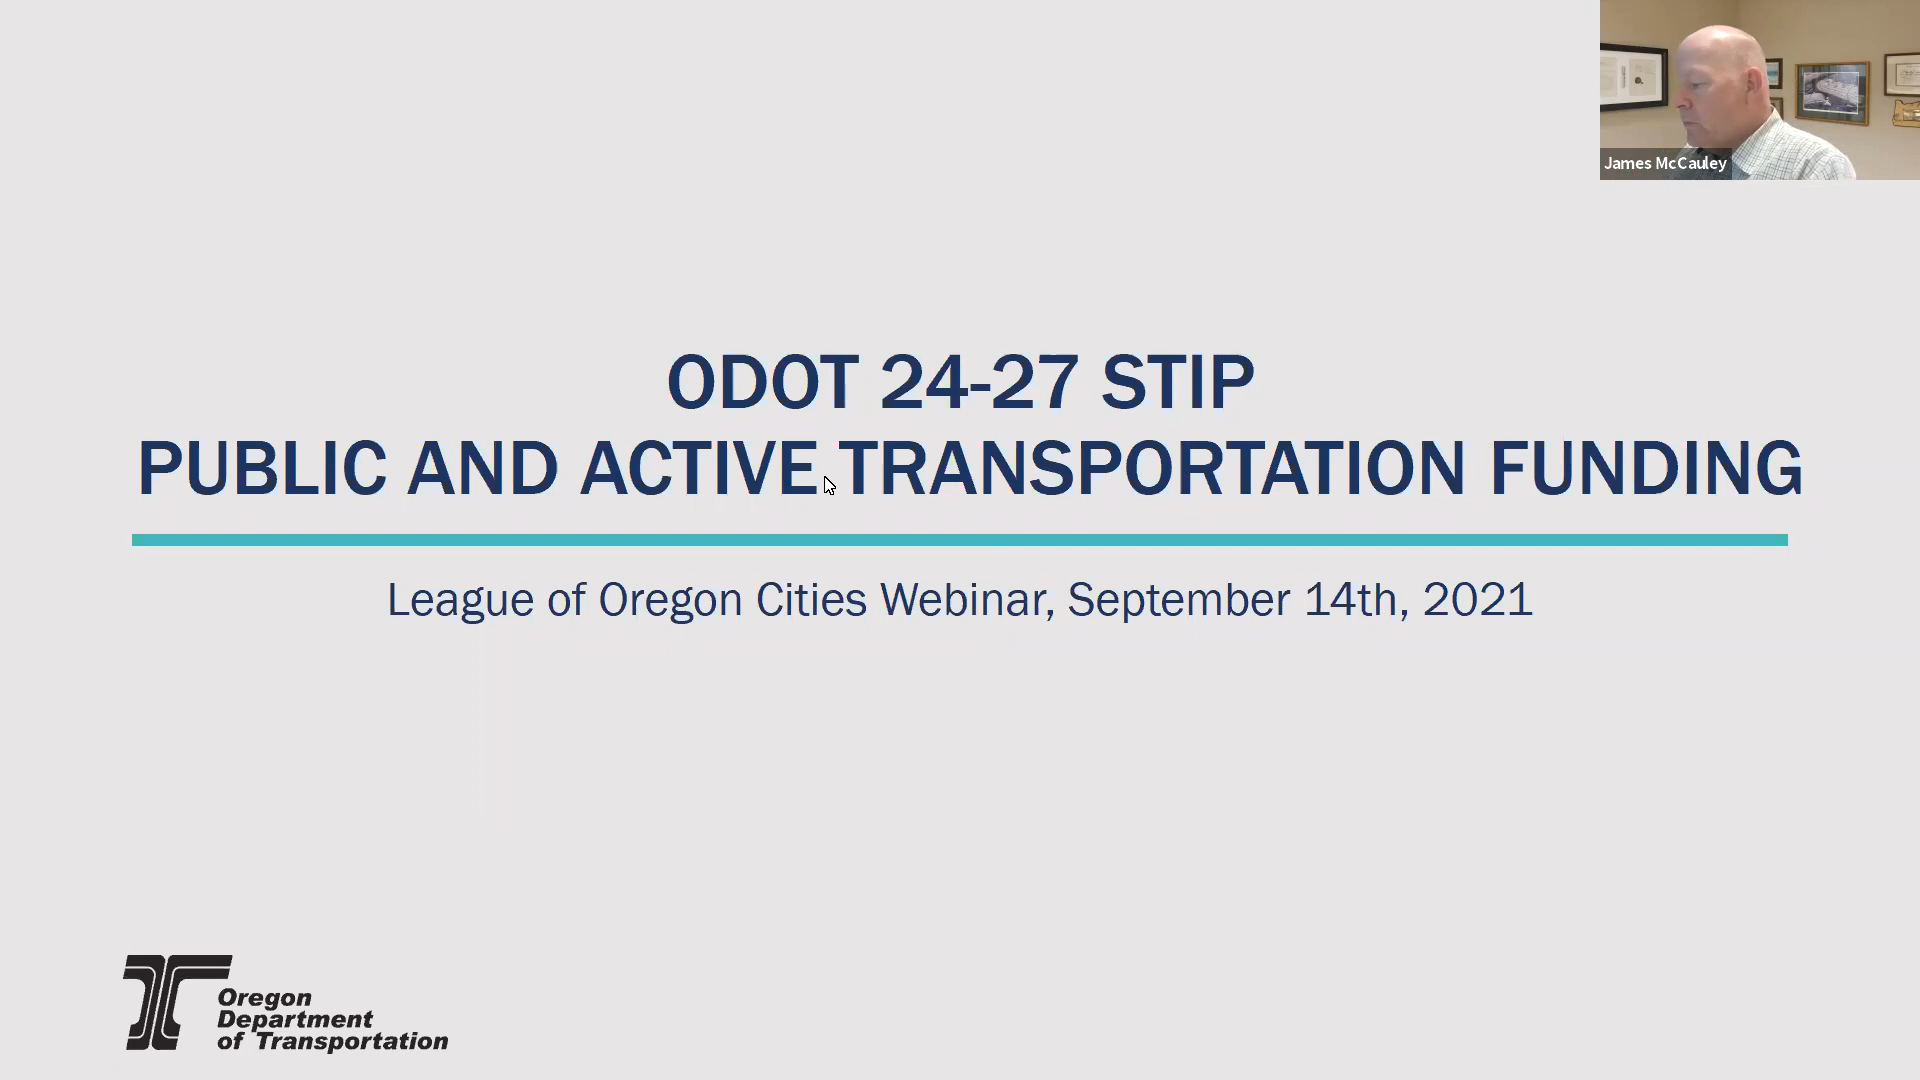 James McCauley
ODOT 24-27 STIP
PUBLIC AND ACTIVE TRANSPORTATION FUNDING
League of Oregon Cities Webinar, September 14th, 2021
Oregon
Department
of Transportation